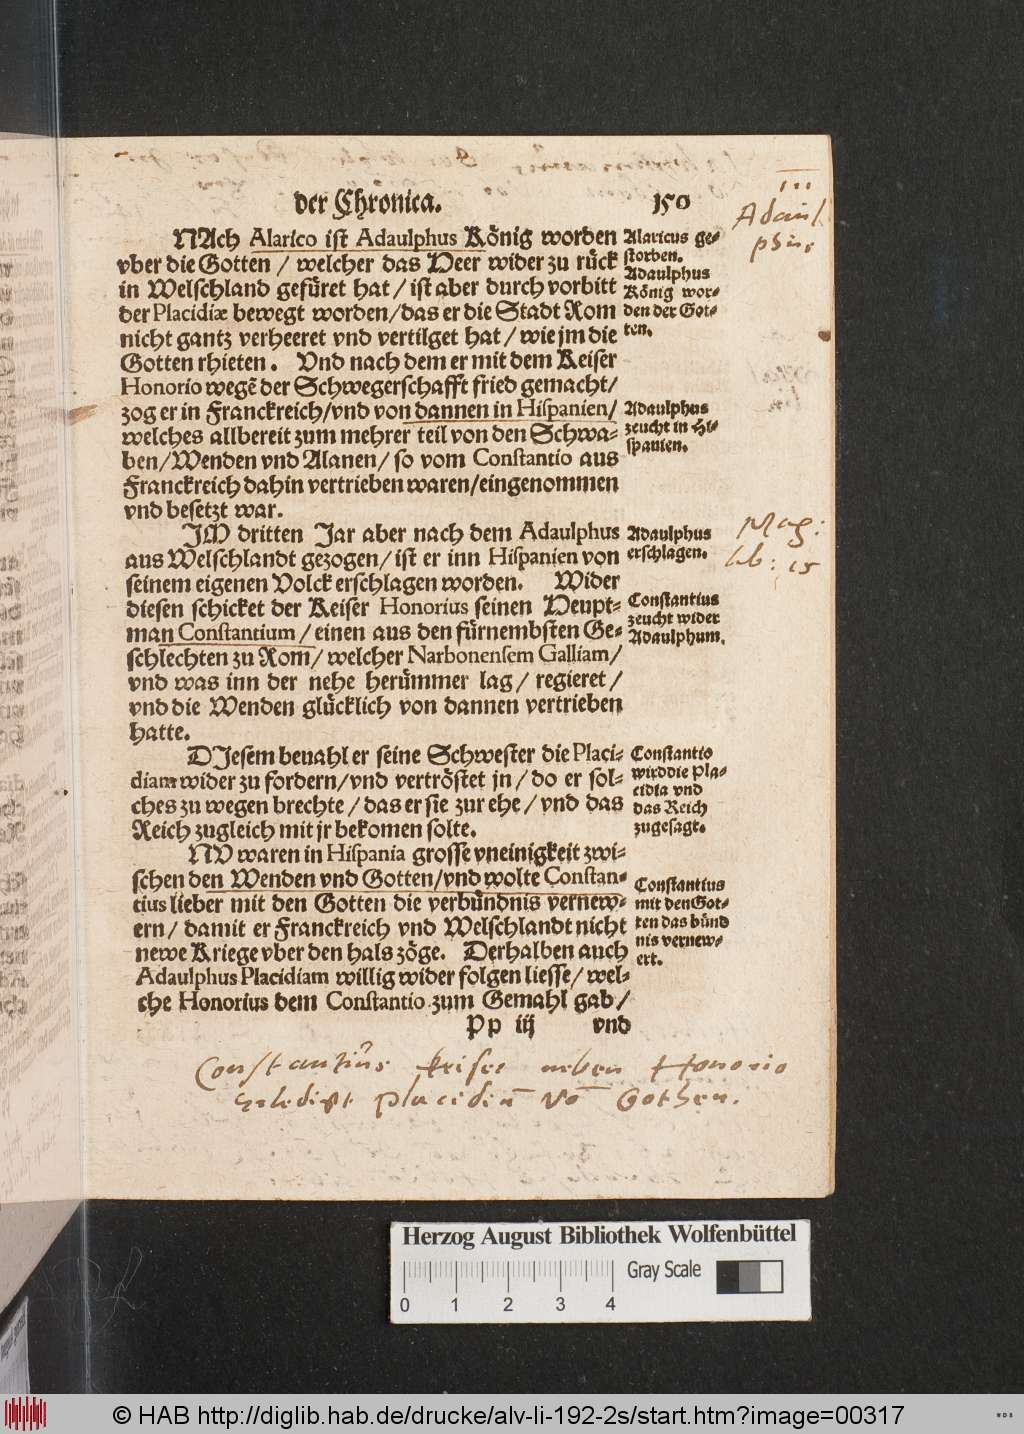 der Chronica. 150
NAch Alarico ist Adaulphus König worden
vber die Gotten / welcher das Heer wider zu rück
in Welschland gefüret hat / ist aber durch vorbitt
der Placidiæ bewegt worden / das er die Stadt Rom
nicht gantz verheeret vnd vertilget hat / wie jm die
Gotten rhieten. Vnd nach dem er mit dem Keiser
Honorio wegē der Schwegerschafft fried gemacht /
zog er in Franckreich / vnd von dannen in Hispanien /
welches allbereit zum mehrer teil von den Schwa-
ben / Wenden vnd Alanen / so vom Constantio aus
Franckreich dahin vertrieben waren / eingenommen
vnd besetzt war.
IM dritten Jar aber nach dem Adaulphus
aus Welschlandt gezogen / ist er inn Hispanien von
seinem eigenen Volck erschlagen worden. Wider
diesen schicket der Keiser Honorius seinen Heupt-
man Constantium / einen aus den fürnembsten Ge-
schlechten zu Rom / welcher Narbonensem Galliam /
vnd was inn der nehe herümmer lag / regieret /
vnd die Wenden glücklich von dannen vertrieben
hatte.
DJesem beuahl er seine Schwester die Placi-
diam wider zu fordern / vnd vertröstet jn / do er sol-
ches zu wegen brechte / das er sie zur ehe / vnd das
Reich zugleich mit jr bekomen solte.
NV waren in Hispania grosse vneinigkeit zwi-
schen den Wenden vnd Gotten / vnd wolte Constan-
tius lieber mit den Gotten die verbündnis vernew-
ern / damit er Franckreich vnd Welschlandt nicht
newe Kriege vber den hals zöge. Derhalben auch
Adaulphus Placidiam willig wider folgen liesse / wel-
che Honorius dem Constantio zum Gemahl gab /
Pp iij vnd
Alaricus ge-
storben.
Adaulphus
König wor-
den der Got-
ten.
Adaulphus
zeucht in Hi-
spanien.
Adaulphus
erschlagen.
Constantius
zeucht wider
Adaulphum.
Constantio
wird die Pla-
cidia vnd
das Reich
zugesagt.
Constantius
mit den Got-
ten das bünd
nis vernew-
ert.
Adaul
phus
Mag:
lib: 15
Constantius keiser neben Honorio
erledigt Placidiā vō Gothen.
Herzog August Bibliothek Wolfenbüttel
Gray Scale
0 1 2 3 4
© HAB http://diglib.hab.de/drucke/alv-li-192-2s/start.htm?image=00317